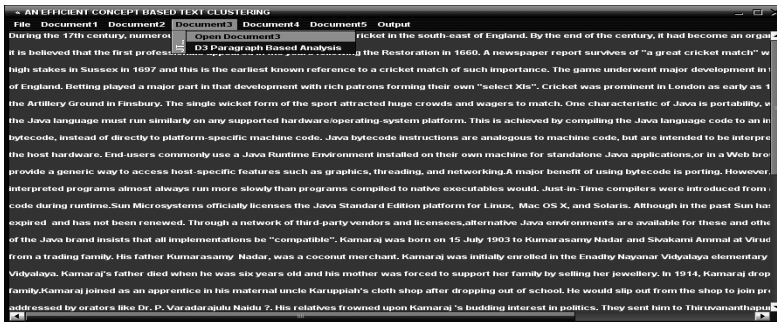 AN EFFICIENT CONCEPT BASED TEXT CLUSTERING
File Document1 Document2 Document3 Document4 Document5 Output
Open Document3
D3 Paragraph Based Analysis
During the 17th century, numerou ricket in the south-east of England. By the end of the century, it had become an organ
It is believed that the first profess the Restoration in 1660. A newspaper report survives of "a great cricket match" w
high stakes in Sussex in 1697 and this is the earliest known reference to a cricket match of such importance. The game underwent major development in t
of England. Betting played a major part in that development with rich patrons forming their own "select XIs". Cricket was prominent in London as early as 1
the Artillery Ground in Finsbury. The single wicket form of the sport attracted huge crowds and wagers to match. One characteristic of Java is portability, w
the Java language must run similarly on any supported hardware/operating-system platform. This is achieved by compiling the Java language code to an in
bytecode, instead of directly to platform-specific machine code. Java bytecode instructions are analogous to machine code, but are intended to be interpre
the host hardware. End-users commonly use a Java Runtime Environment installed on their own machine for standalone Java applications,or in a Web bro
provide a generic way to access host-specific features such as graphics, threading, and networking.A major benefit of using bytecode is porting. However,
interpreted programs almost always run more slowly than programs compiled to native executables would. Just-in-Time compilers were introduced from
code during runtime.Sun Microsystems officially licenses the Java Standard Edition platform for Linux, Mac OS X, and Solaris. Although in the past Sun has
expired and has not been renewed. Through a network of third-party vendors and licensees,alternative Java environments are available for these and othe
of the Java brand insists that all implementations be "compatible". Kamaraj was born on 15 July 1903 to Kumarasamy Nadar and Sivakami Ammal at Virud
from a trading family. His father Kumarasamy Nadar, was a coconut merchant. Kamaraj was initially enrolled in the Enadhy Nayanar Vidyalaya elementary
Vidyalaya. Kamaraj's father died when he was six years old and his mother was forced to support her family by selling her jewellery. In 1914, Kamaraj drop
family.Kamaraj joined as an apprentice in his maternal uncle Karuppiah's cloth shop after dropping out of school. He would slip out from the shop to join pro
addressed by orators like Dr. P. Varadarajulu Naidu ?. His relatives frowned upon Kamaraj 's budding interest in politics. They sent him to Thiruvananthapur